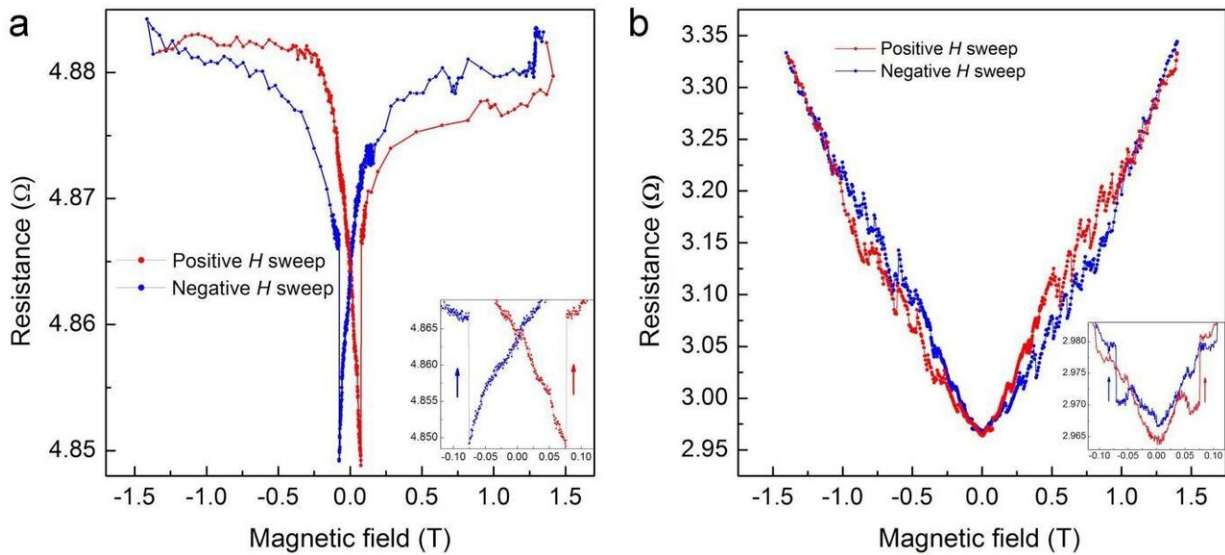 a
4.88
4.87
4.86
4.85
Resistance (Ω)
Positive H sweep
Negative H sweep
4.865
4.860
4.855
4.850
-0.10 -0.05 0.00 0.05 0.10
-1.5 -1.0 -0.5 0.0 0.5 1.0 1.5
Magnetic field (T)
b
3.35
3.30
3.25
3.20
3.15
3.10
3.05
3.00
2.95
Resistance (Ω)
Positive H sweep
Negative H sweep
2.980
2.975
2.970
2.965
-0.10 -0.05 0.00 0.05 0.10
-1.5 -1.0 -0.5 0.0 0.5 1.0 1.5
Magnetic field (T)